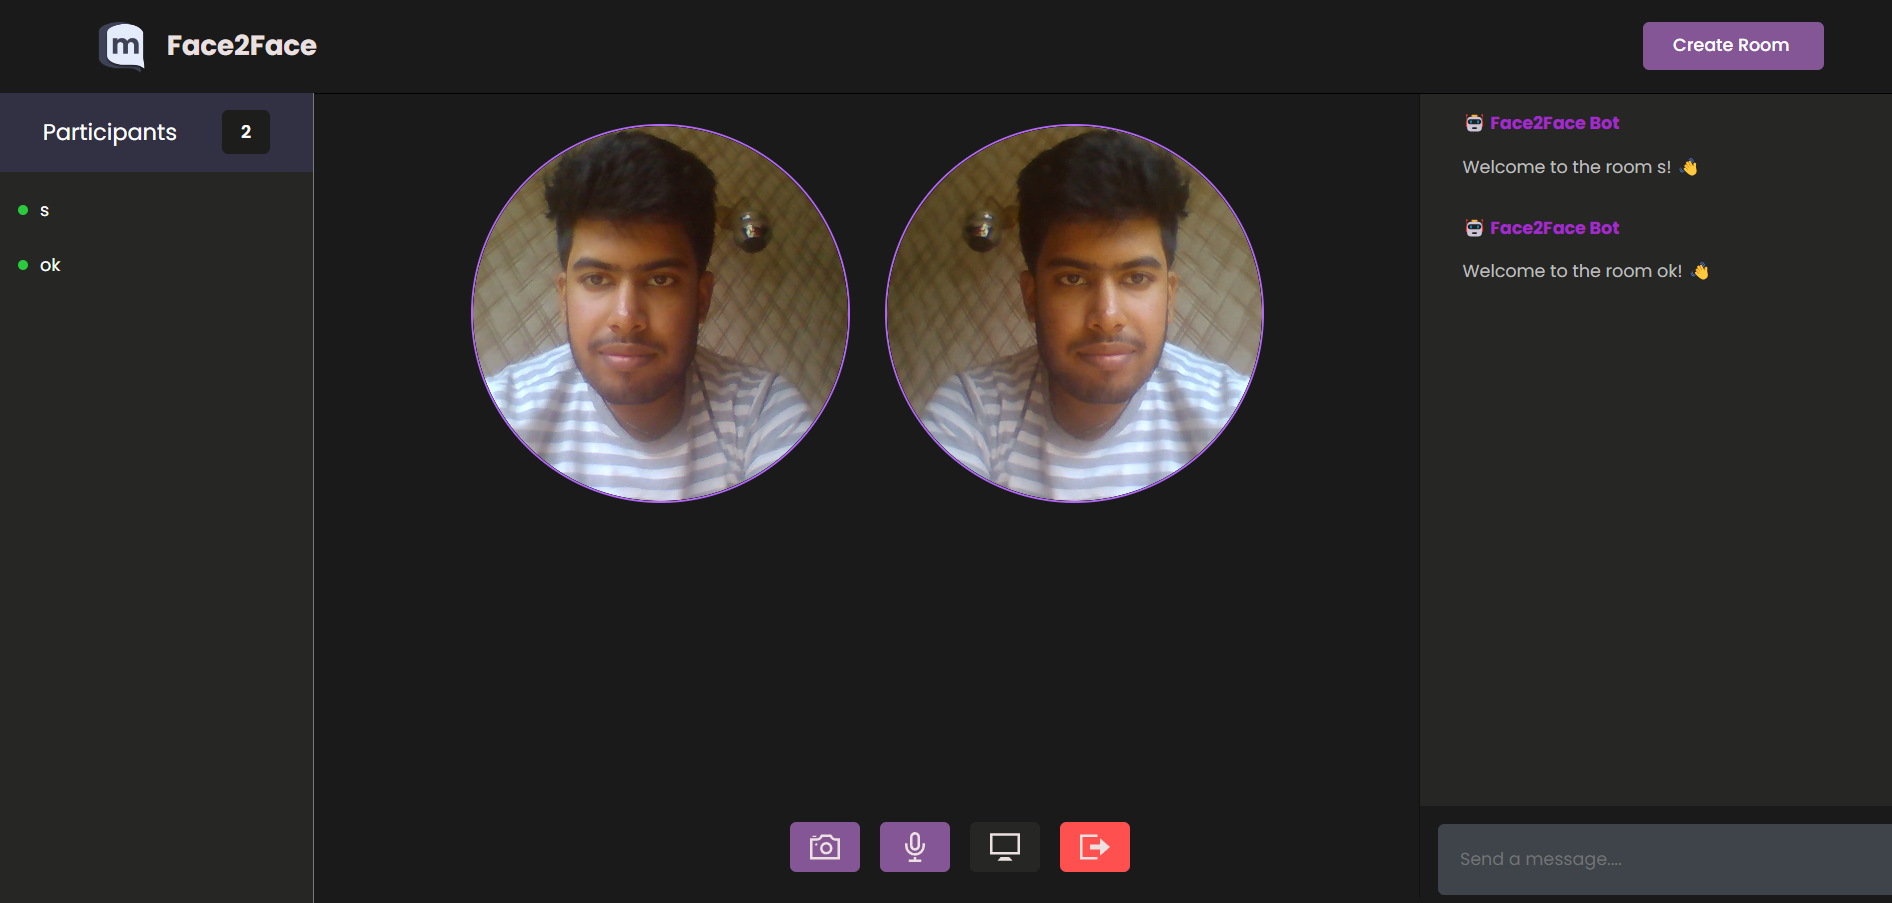 m
Face2Face
Create Room
Participants
2
s
ok
Face2Face Bot
Welcome to the room s! 👋
Face2Face Bot
Welcome to the room ok! 👋
Send a message....